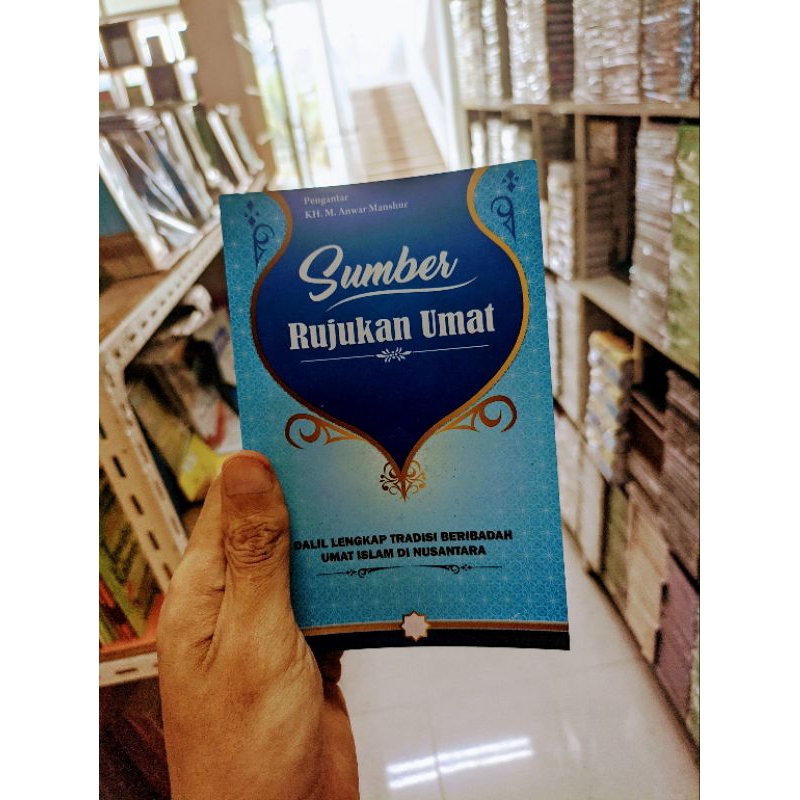 Pengantar
KH. M. Anwar Manshur
Sumber
Rujukan Umat
DALIL LENGKAP TRADISI BERIBADAH
UMAT ISLAM DI NUSANTARA